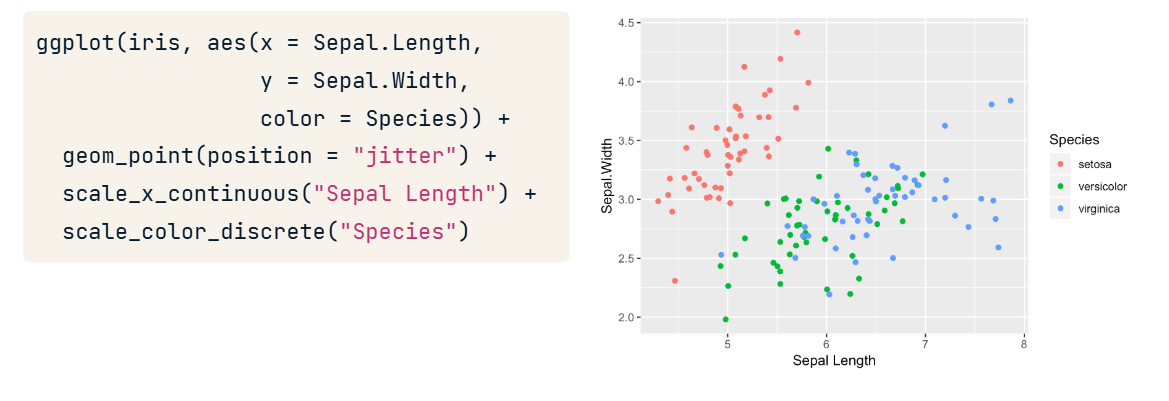 ggplot(iris, aes(x = Sepal.Length,
y = Sepal.Width,
color = Species)) +
geom_point(position = "jitter") +
scale_x_continuous("Sepal Length") +
scale_color_discrete("Species")
4.5
4.0
3.5
3.0
2.5
2.0
Sepal.Width
5 6 7 8
Sepal Length
Species
setosa
versicolor
virginica